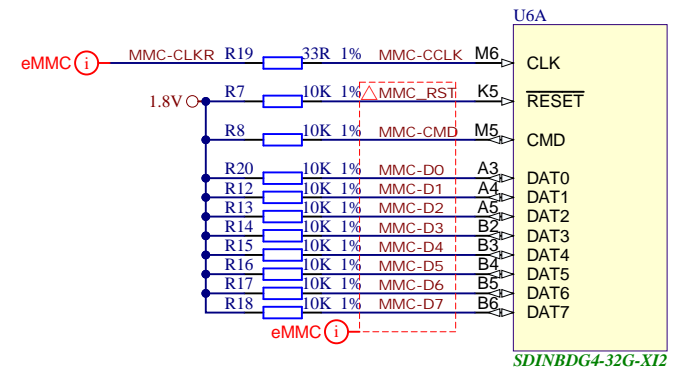 U6A
eMMC i MMC-CLKR R19 33R 1% MMC-CCLK M6 CLK
1.8V R7 10K 1% MMC_RST K5 RESET
R8 10K 1% MMC-CMD M5 CMD
R20 10K 1% MMC-D0 A3 DAT0
R12 10K 1% MMC-D1 A4 DAT1
R13 10K 1% MMC-D2 A5 DAT2
R14 10K 1% MMC-D3 B2 DAT3
R15 10K 1% MMC-D4 B3 DAT4
R16 10K 1% MMC-D5 B4 DAT5
R17 10K 1% MMC-D6 B5 DAT6
R18 10K 1% MMC-D7 B6 DAT7
eMMC i
SDINBDG4-32G-XI2